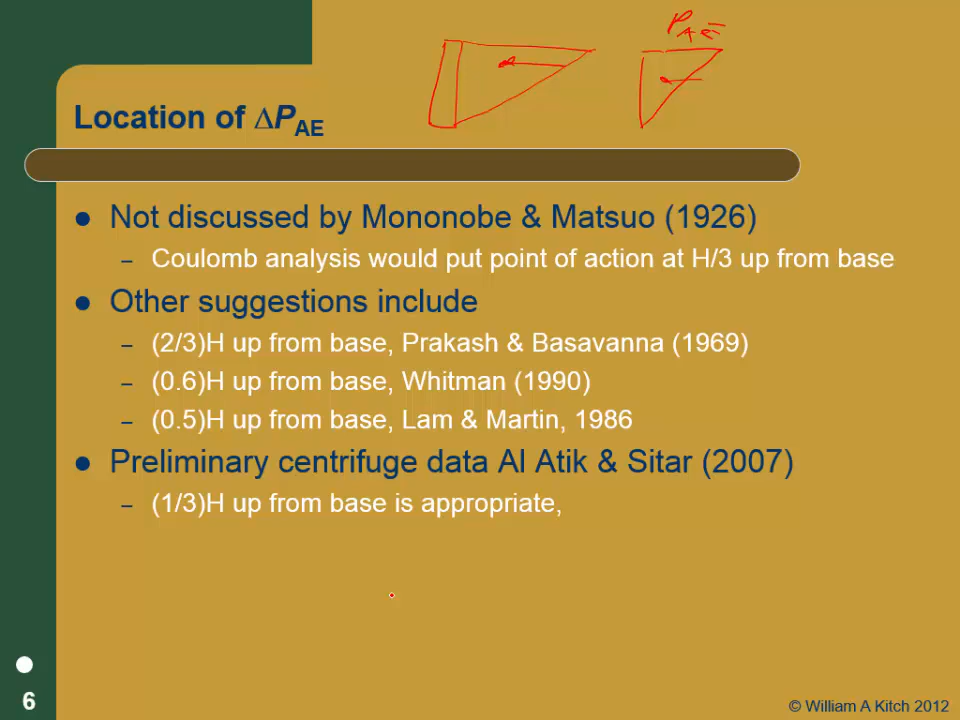 P_AE
Location of ∆P_AE
● Not discussed by Mononobe & Matsuo (1926)
– Coulomb analysis would put point of action at H/3 up from base
● Other suggestions include
– (2/3)H up from base, Prakash & Basavanna (1969)
– (0.6)H up from base, Whitman (1990)
– (0.5)H up from base, Lam & Martin, 1986
● Preliminary centrifuge data Al Atik & Sitar (2007)
– (1/3)H up from base is appropriate,
6
© William A Kitch 2012